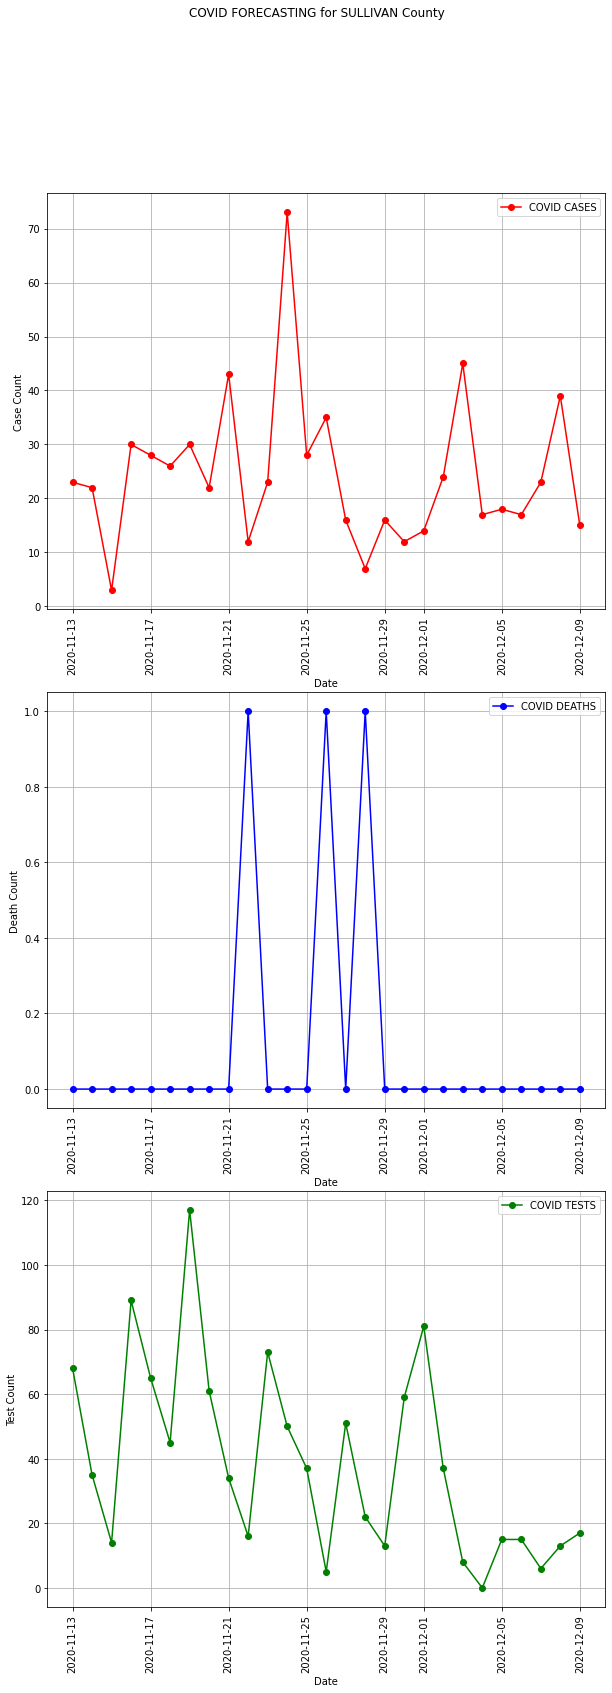 COVID FORECASTING for SULLIVAN County
COVID CASES
70
60
50
40
30
20
10
0
Case Count
2020-11-13 2020-11-17 2020-11-21 2020-11-25 2020-11-29 2020-12-01 2020-12-05 2020-12-09
Date
COVID DEATHS
1.0
0.8
0.6
0.4
0.2
0.0
Death Count
2020-11-13 2020-11-17 2020-11-21 2020-11-25 2020-11-29 2020-12-01 2020-12-05 2020-12-09
Date
COVID TESTS
120
100
80
60
40
20
0
Test Count
2020-11-13 2020-11-17 2020-11-21 2020-11-25 2020-11-29 2020-12-01 2020-12-05 2020-12-09
Date